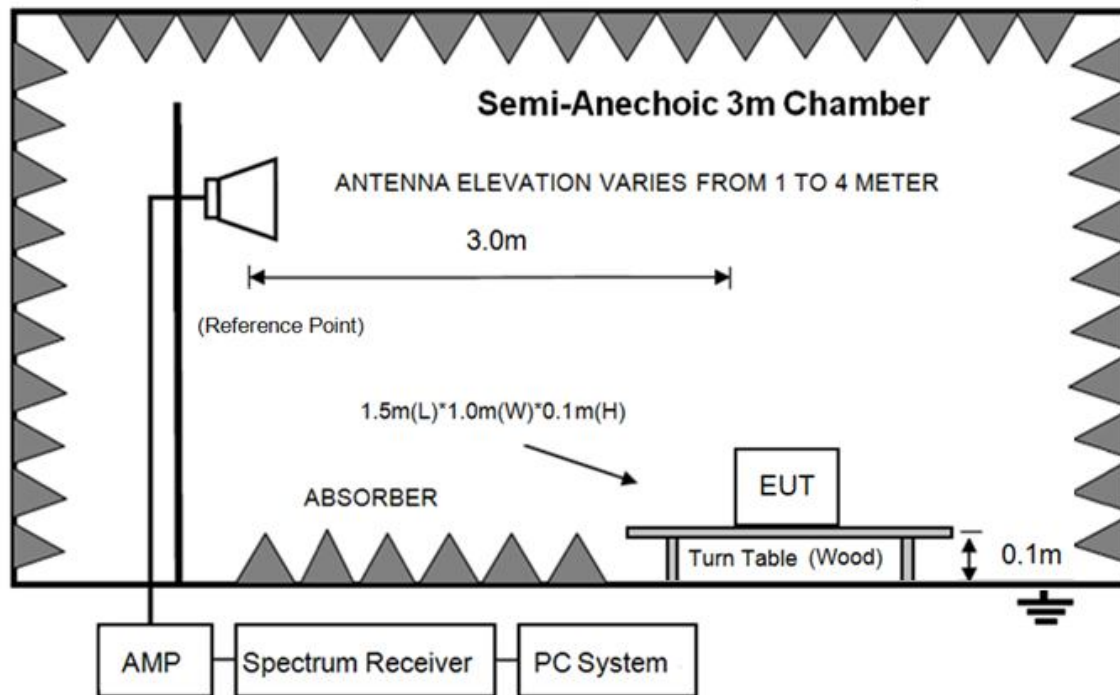 Semi-Anechoic 3m Chamber
ANTENNA ELEVATION VARIES FROM 1 TO 4 METER
3.0m
(Reference Point)
1.5m(L)*1.0m(W)*0.1m(H)
ABSORBER
EUT
Turn Table (Wood)
0.1m
AMP
Spectrum Receiver
PC System